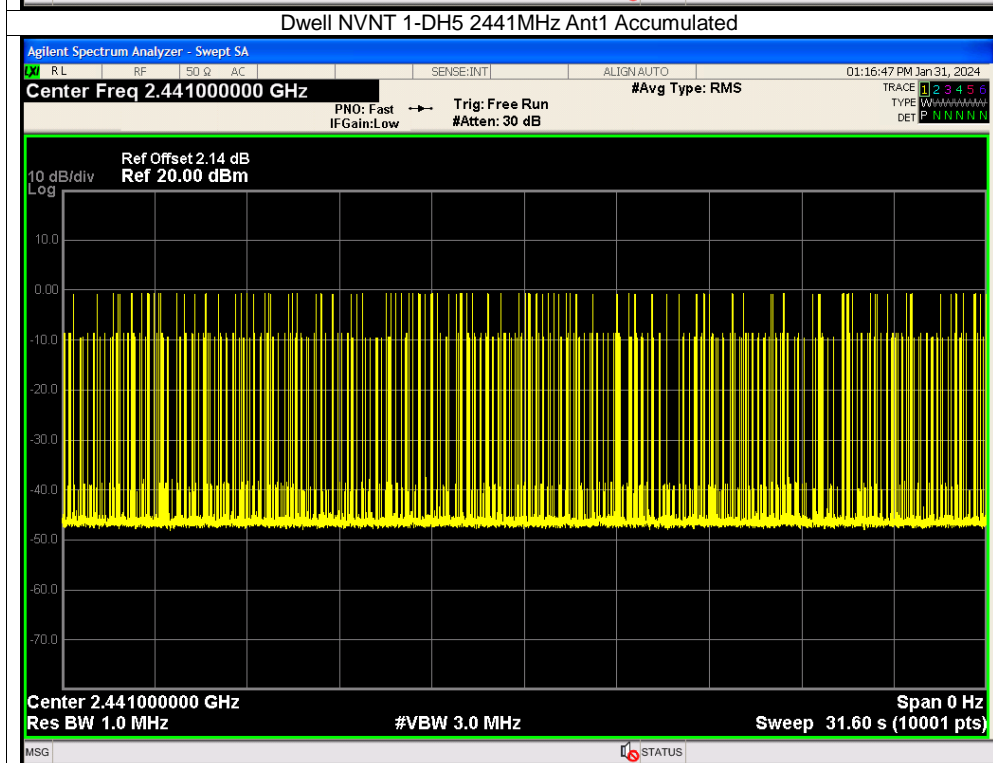 Dwell NVNT 1-DH5 2441MHz Ant1 Accumulated
Agilent Spectrum Analyzer - Swept SA
LXI RL RF 50 Ω AC SENSE:INT ALIGN AUTO 01:16:47 PM Jan 31, 2024
Center Freq 2.441000000 GHz #Avg Type: RMS TRACE 1 2 3 4 5 6
PNO: Fast Trig: Free Run TYPE WWWWWW
IFGain:Low #Atten: 30 dB DET P N N N N N
Ref Offset 2.14 dB
10 dB/div Ref 20.00 dBm
Log
10.0
0.00
-10.0
-20.0
-30.0
-40.0
-50.0
-60.0
-70.0
Center 2.441000000 GHz Span 0 Hz
Res BW 1.0 MHz #VBW 3.0 MHz Sweep 31.60 s (10001 pts)
MSG STATUS